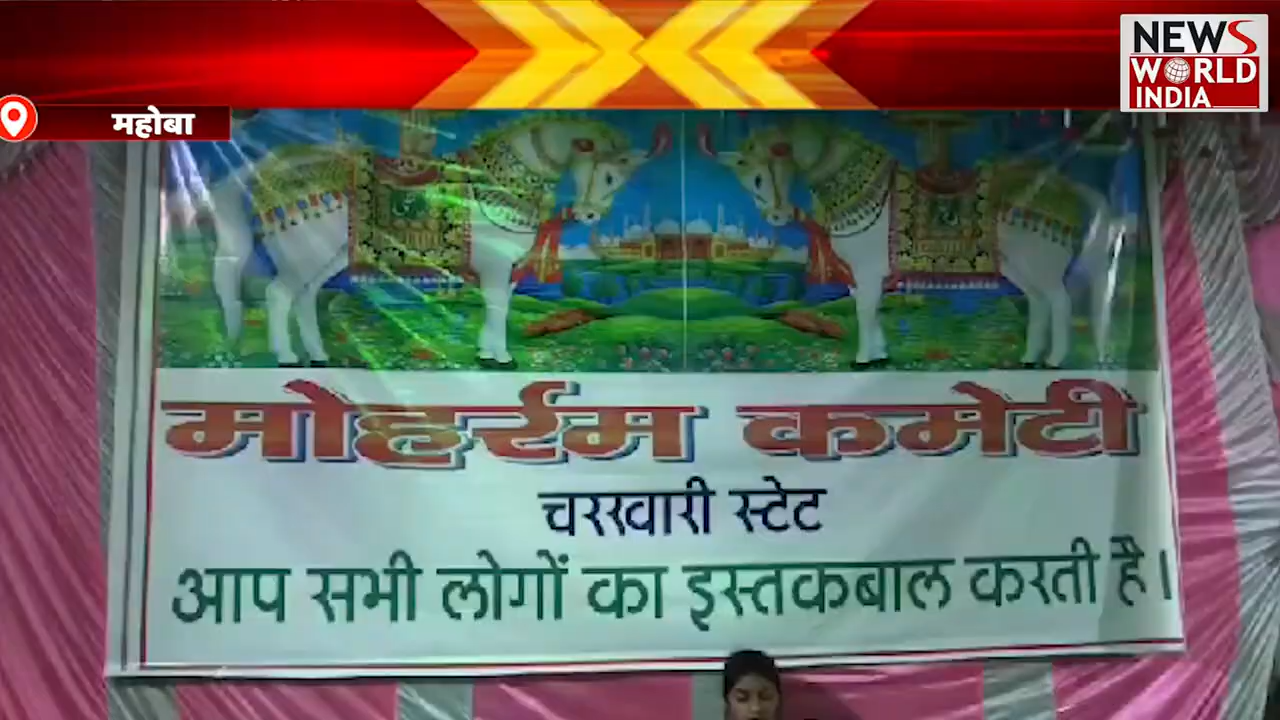 NEWS
WORLD
INDIA
महोबा
मोहर्रम कमेटी
चरखारी स्टेट
आप सभी लोगों का इस्तकबाल करती है।